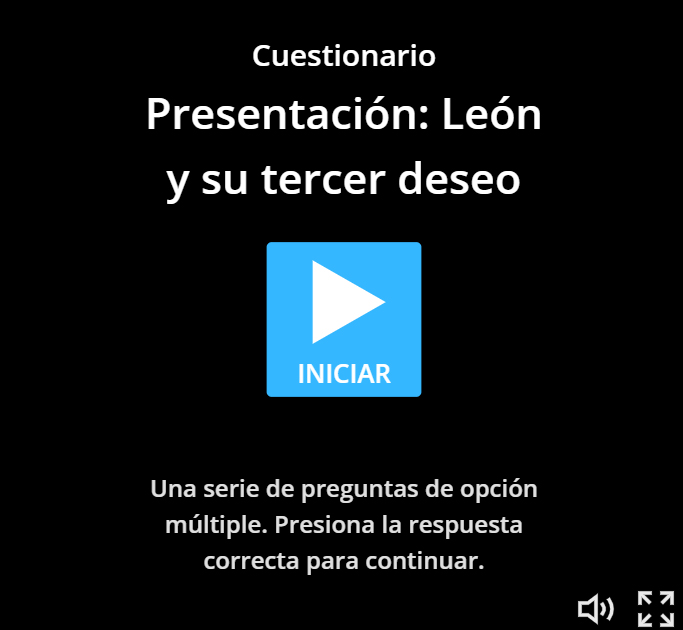 Cuestionario
Presentación: León
y su tercer deseo
INICIAR
Una serie de preguntas de opción
múltiple. Presiona la respuesta
correcta para continuar.